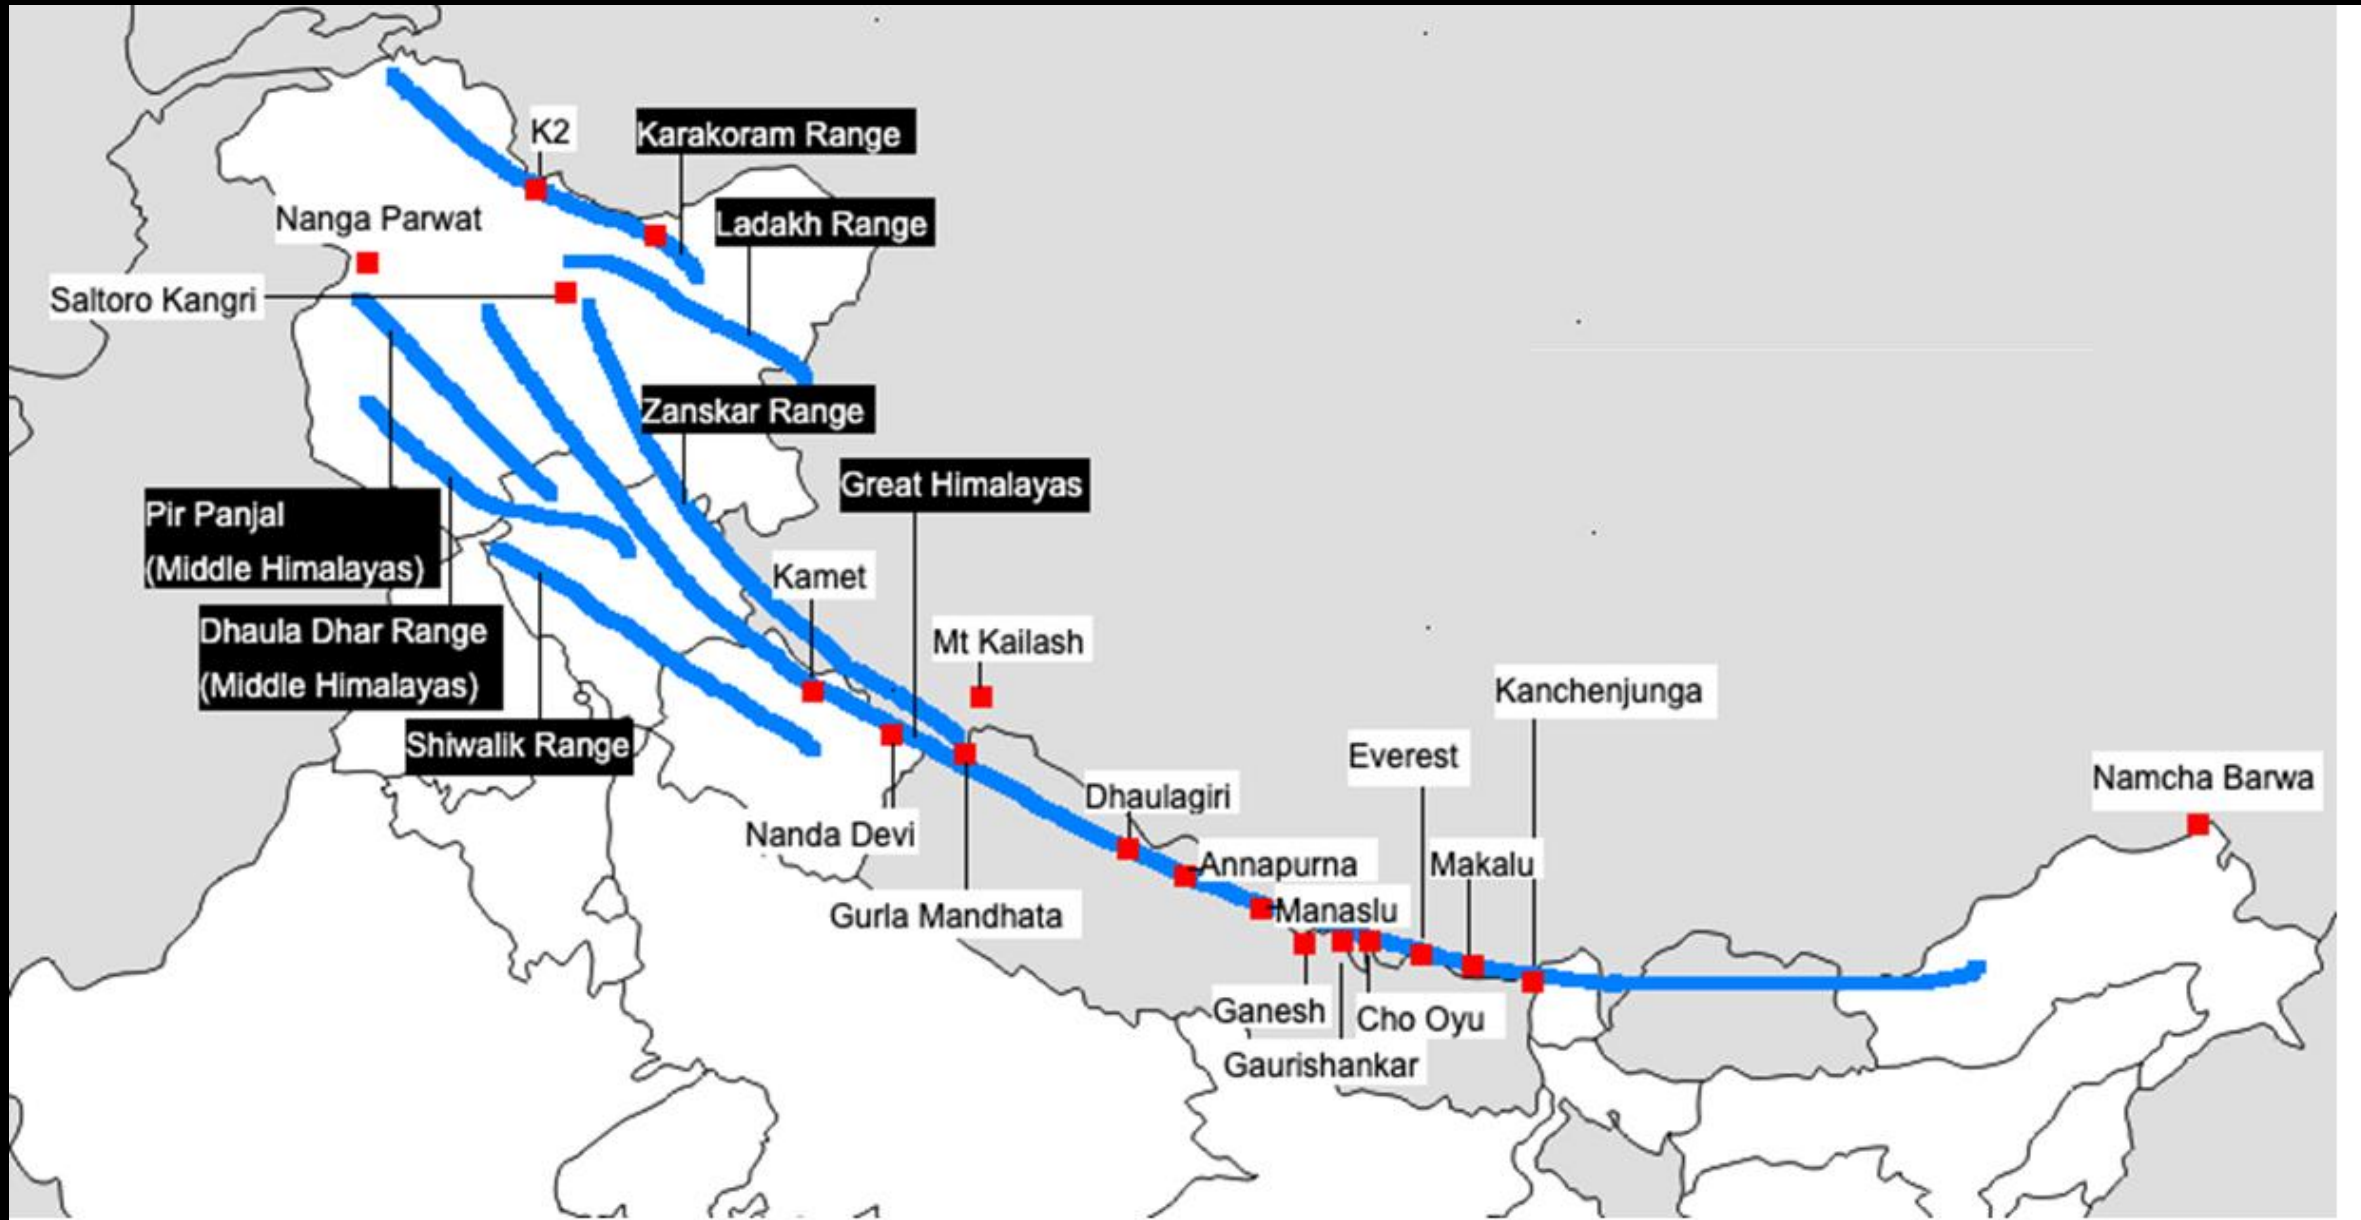 K2
Karakoram Range
Nanga Parwat
Ladakh Range
Saltoro Kangri
Zanskar Range
Great Himalayas
Pir Panjal
(Middle Himalayas)
Kamet
Dhaula Dhar Range
(Middle Himalayas)
Mt Kailash
Kanchenjunga
Shiwalik Range
Everest
Namcha Barwa
Dhaulagiri
Nanda Devi
Annapurna
Makalu
Gurla Mandhata
Manaslu
Ganesh
Cho Oyu
Gaurishankar